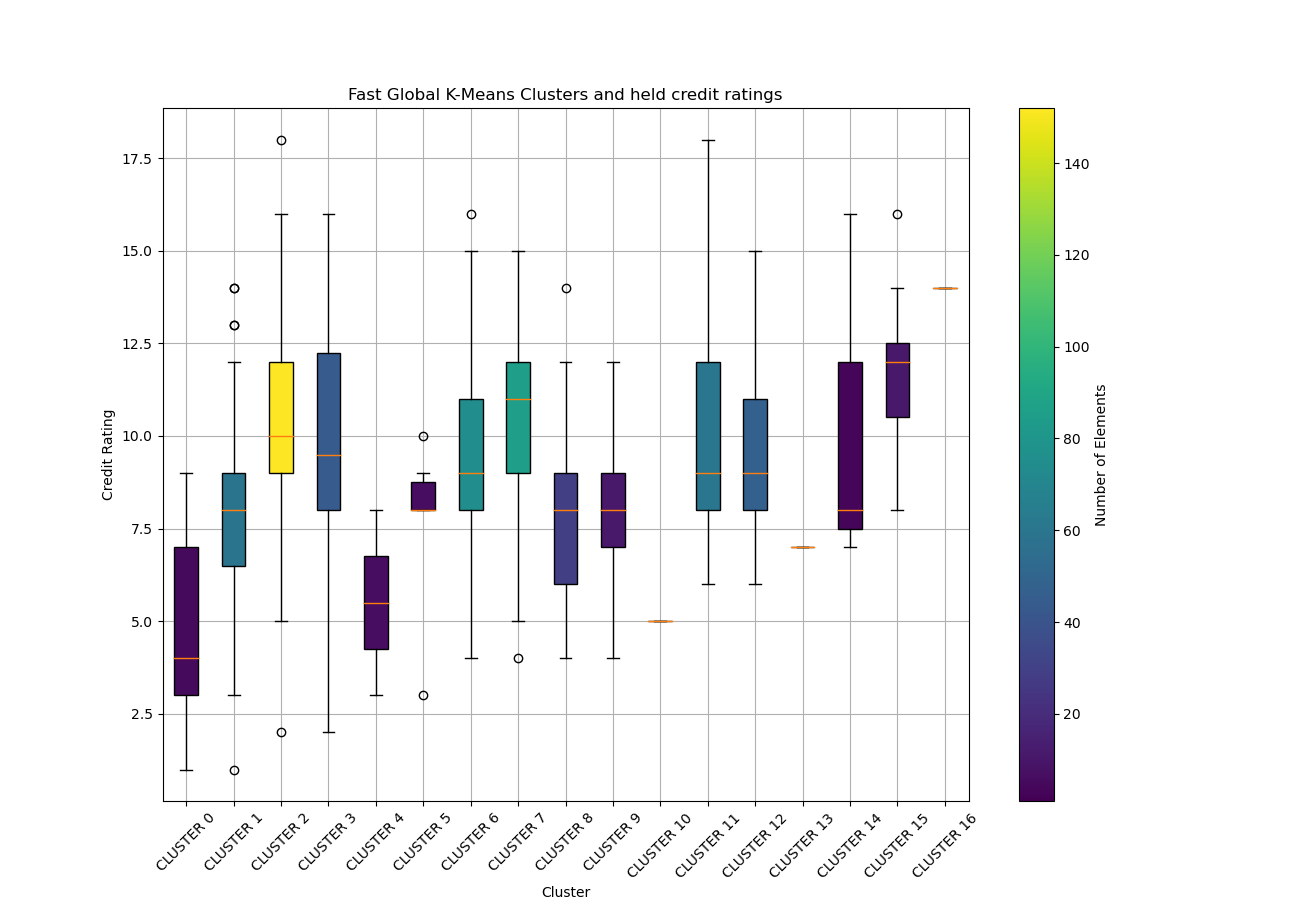 Fast Global K-Means Clusters and held credit ratings
17.5
15.0
12.5
10.0
7.5
5.0
2.5
Credit Rating
CLUSTER 0
CLUSTER 1
CLUSTER 2
CLUSTER 3
CLUSTER 4
CLUSTER 5
CLUSTER 6
CLUSTER 7
CLUSTER 8
CLUSTER 9
CLUSTER 10
CLUSTER 11
CLUSTER 12
CLUSTER 13
CLUSTER 14
CLUSTER 15
CLUSTER 16
Cluster
140
120
100
80
60
40
20
Number of Elements